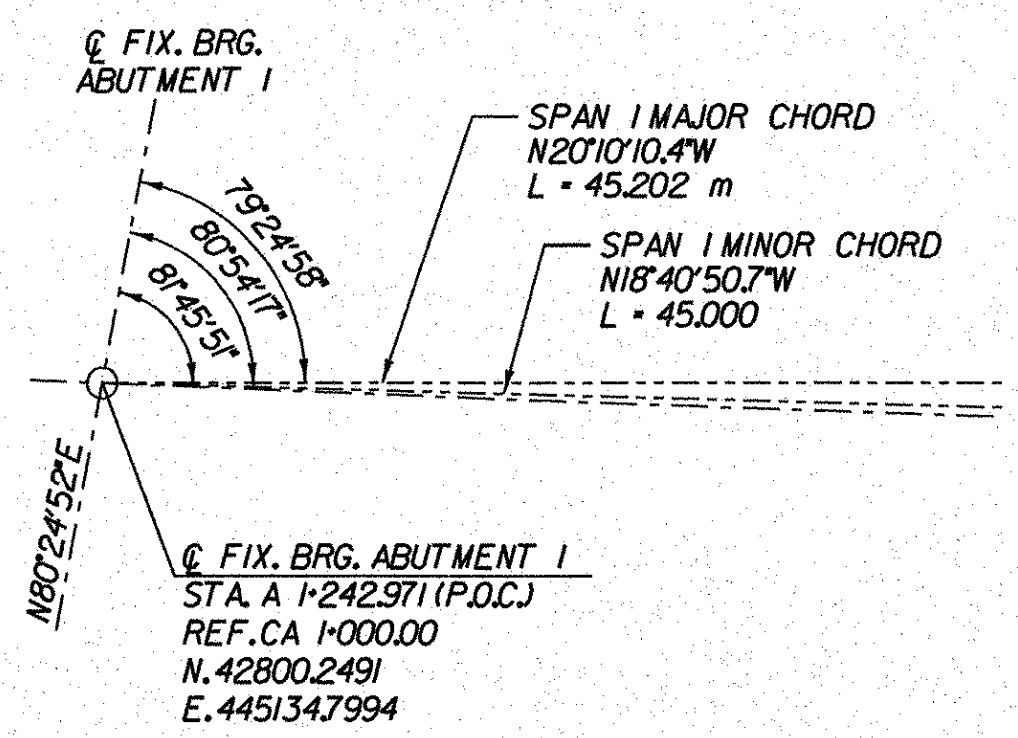 ℄ FIX. BRG.
ABUTMENT 1
SPAN 1 MAJOR CHORD
N20°10'10.4"W
L = 45.202 m
SPAN 1 MINOR CHORD
N18°40'50.7"W
L = 45.000
79°24'58"
80°54'17"
81°45'51"
N80°24'52"E
℄ FIX. BRG. ABUTMENT 1
STA. A 1+242.971 (P.O.C.)
REF. CA 1+000.00
N. 42800.2491
E. 445134.7994